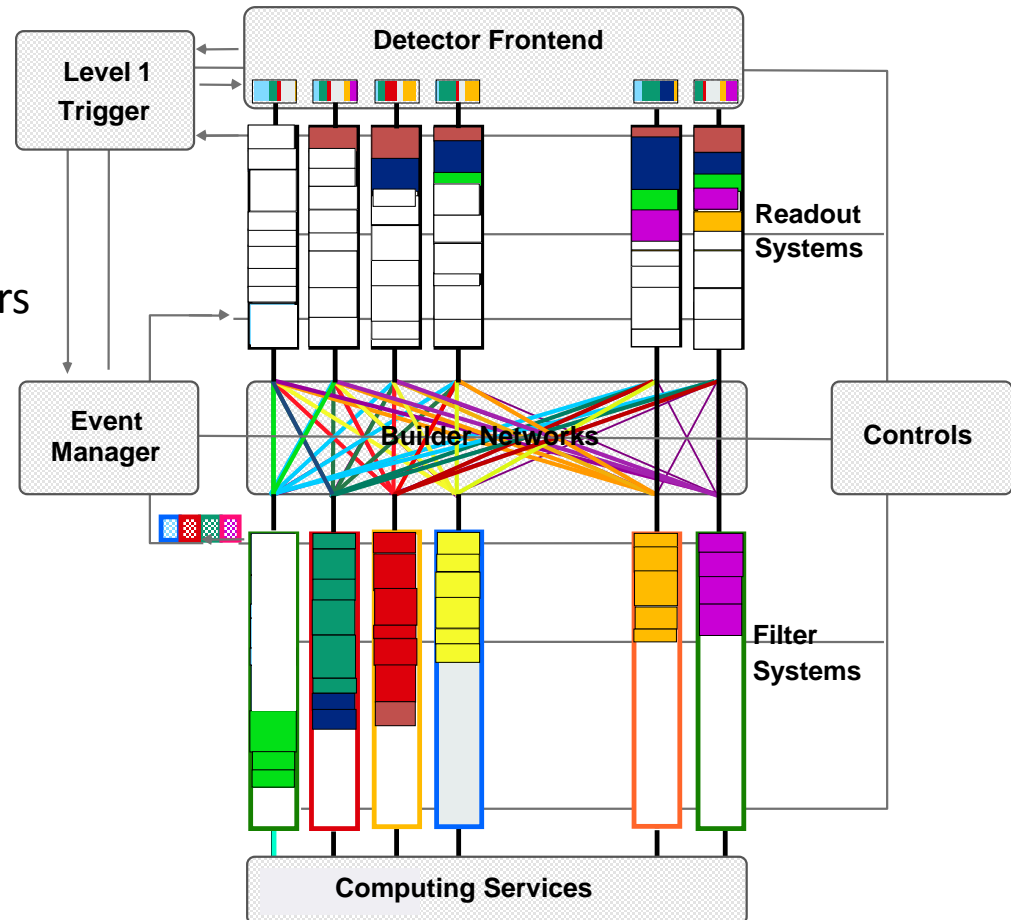 Detector Frontend
Level 1
Trigger
Readout
Systems
rs
Event
Manager
Builder Networks
Controls
Filter
Systems
Computing Services